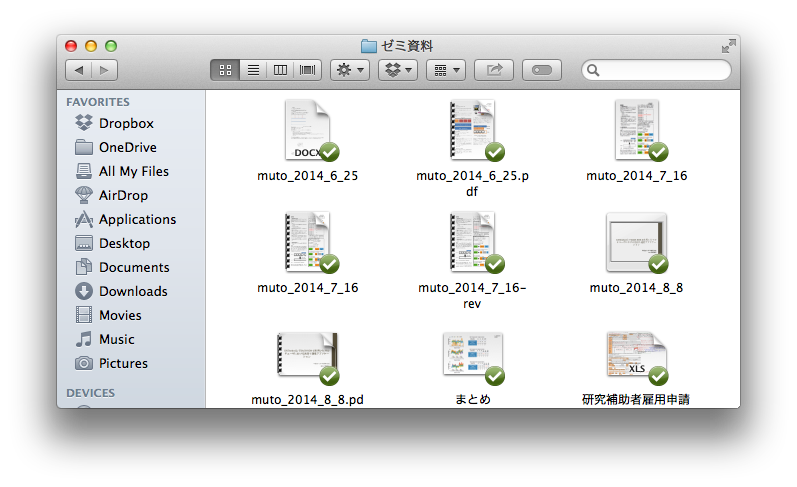 ゼミ資料
FAVORITES
Dropbox
OneDrive
All My Files
AirDrop
Applications
Desktop
Documents
Downloads
Movies
Music
Pictures
DEVICES
DOCX
muto_2014_6_25
muto_2014_6_25.p
df
muto_2014_7_16
muto_2014_7_16
muto_2014_7_16-
rev
muto_2014_8_8
muto_2014_8_8.pd
まとめ
XLS
研究補助者雇用申請